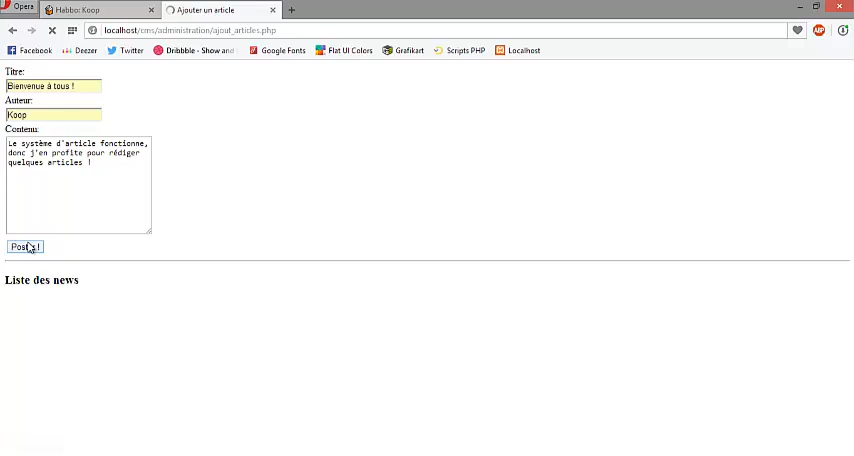 Opera
Habbo: Koop
Ajouter un article
localhost/cms/administration/ajout_articles.php
Facebook
Deezer
Twitter
Dribbble - Show and
Google Fonts
Flat UI Colors
Grafikart
Scripts PHP
Localhost
Titre:
Bienvenue à tous !
Auteur:
Koop
Contenu:
Le système d'article fonctionne,
donc j'en profite pour rédiger
quelques articles !
Liste des news